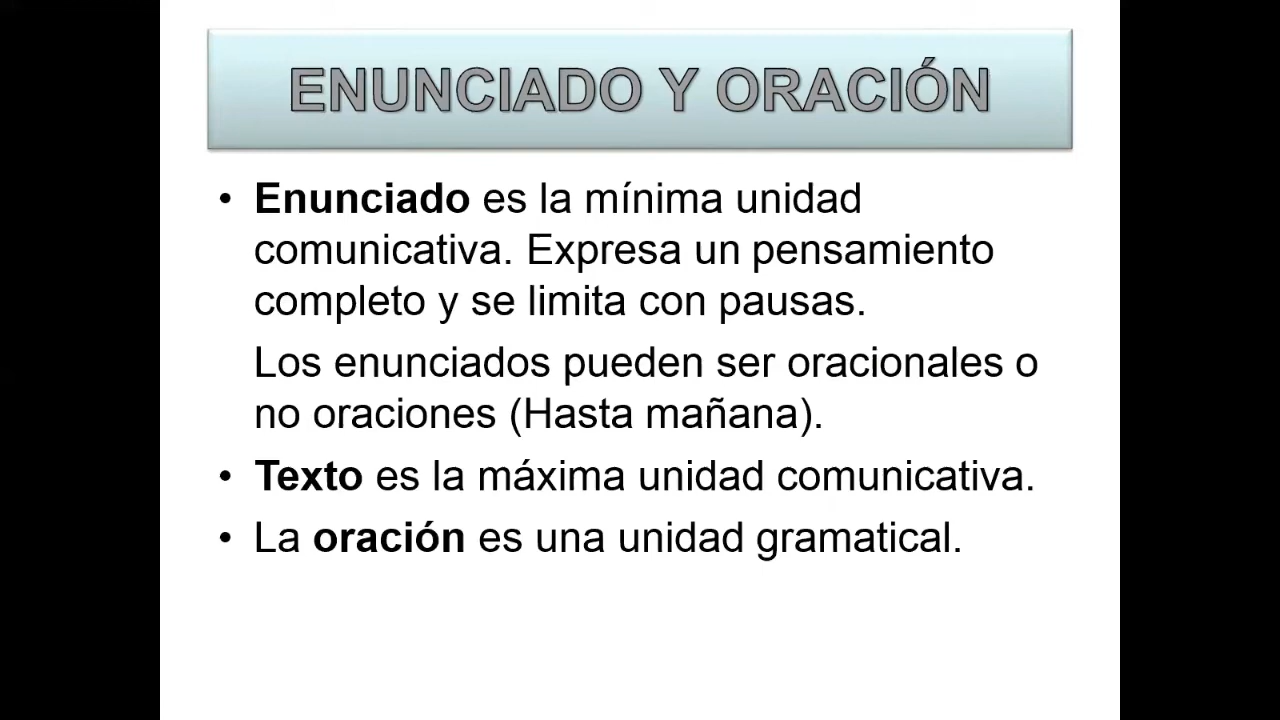 ENUNCIADO Y ORACIÓN
• Enunciado es la mínima unidad
comunicativa. Expresa un pensamiento
completo y se limita con pausas.
Los enunciados pueden ser oracionales o
no oraciones (Hasta mañana).
• Texto es la máxima unidad comunicativa.
• La oración es una unidad gramatical.